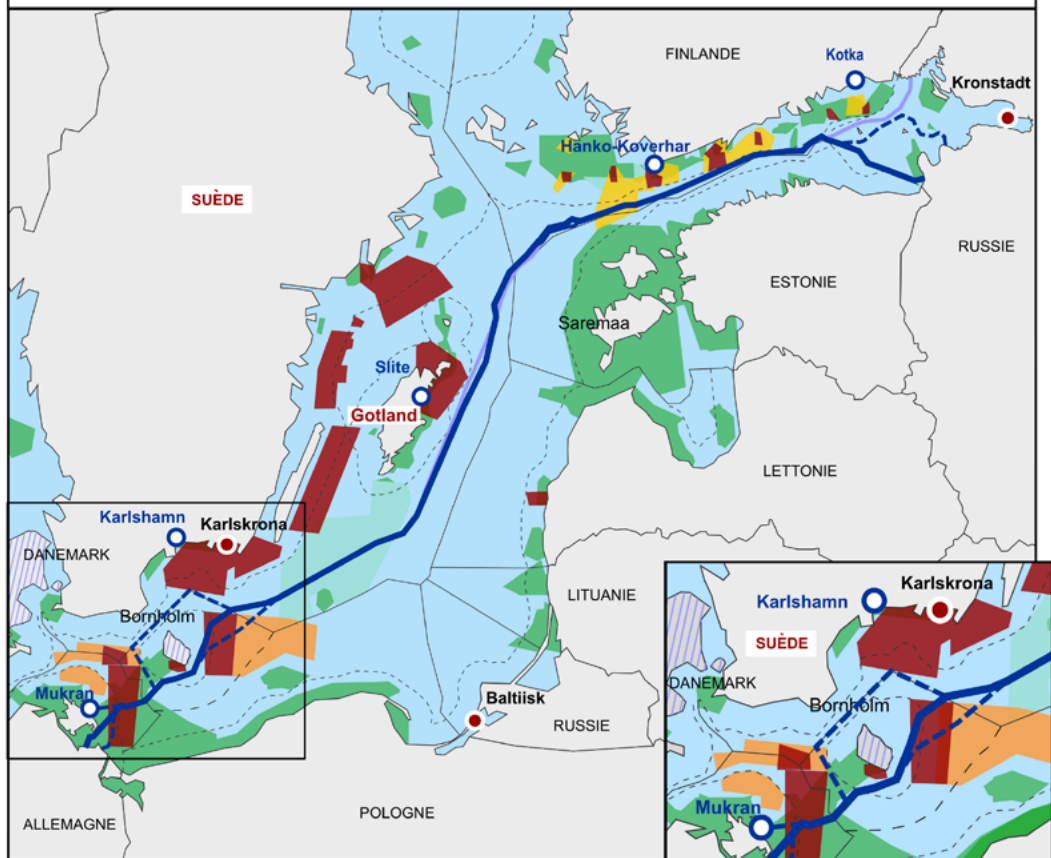 FINLANDE
Kotka
Kronstadt
Hanko-Køverhar
SUÈDE
RUSSIE
ESTONIE
Saremaa
Slite
Gotland
LETTONIE
Karlshamn
Karlskrona
DANEMARK
LITUANIE
Bornholm
Mukran
Baltiisk
RUSSIE
POLOGNE
ALLEMAGNE
Karlskrona
Karlshamn
SUÈDE
DANEMARK
Bornholm
Mukran